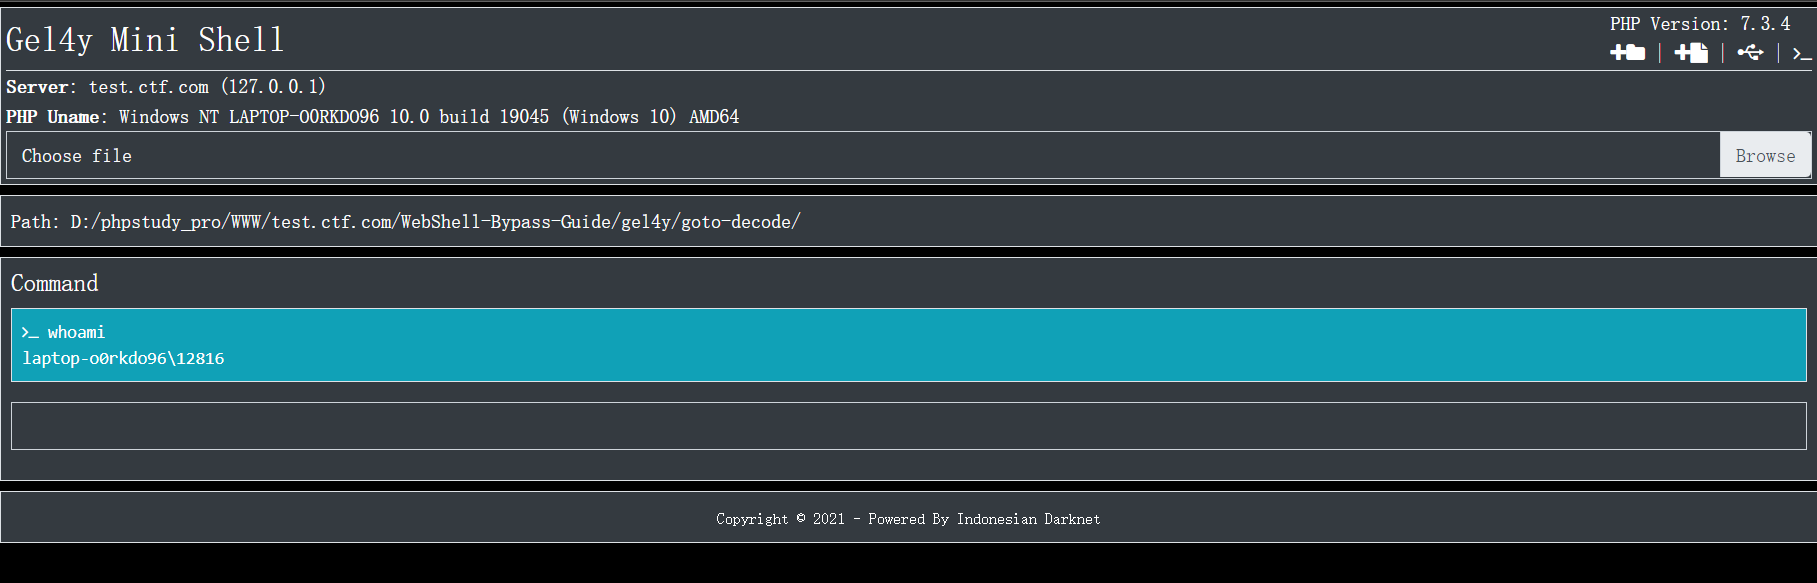 Gel4y Mini Shell
PHP Version: 7.3.4
Server: test.ctf.com (127.0.0.1)
PHP Uname: Windows NT LAPTOP-O0RKDO96 10.0 build 19045 (Windows 10) AMD64
Choose file
Browse
Path: D:/phpstudy_pro/WWW/test.ctf.com/WebShell-Bypass-Guide/gel4y/goto-decode/
Command
>_ whoami
laptop-o0rkdo96\12816
Copyright © 2021 - Powered By Indonesian Darknet